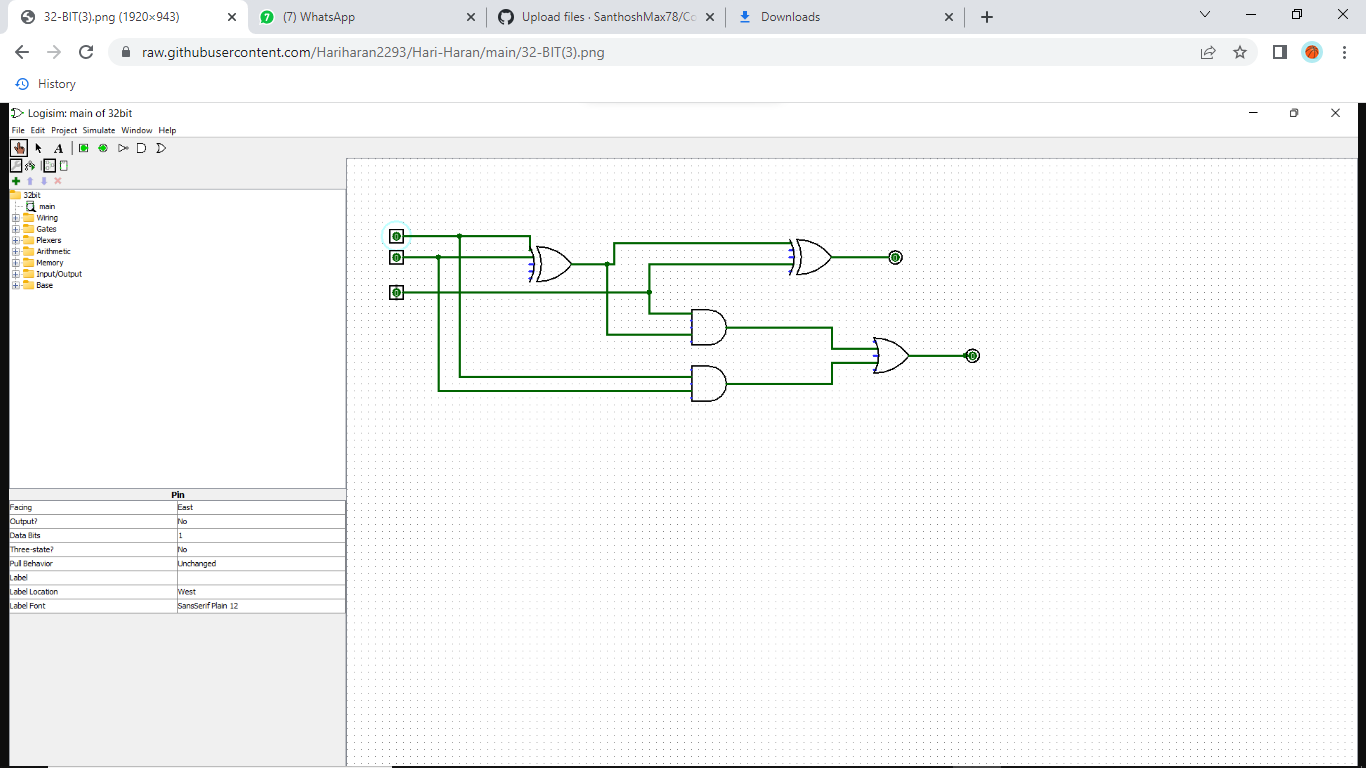 32-BIT(3).png (1920×943)
7 (7) WhatsApp
Upload files · SanthoshMax78/Co
Downloads
raw.githubusercontent.com/Hariharan2293/Hari-Haran/main/32-BIT(3).png
History
Logisim: main of 32bit
File Edit Project Simulate Window Help
A
32bit
main
Wiring
Gates
Plexers
Arithmetic
Memory
Input/Output
Base
Pin
Facing East
Output? No
Data Bits 1
Three-state? No
Pull Behavior Unchanged
Label
Label Location West
Label Font SansSerif Plain 12
0
0
0
0
0